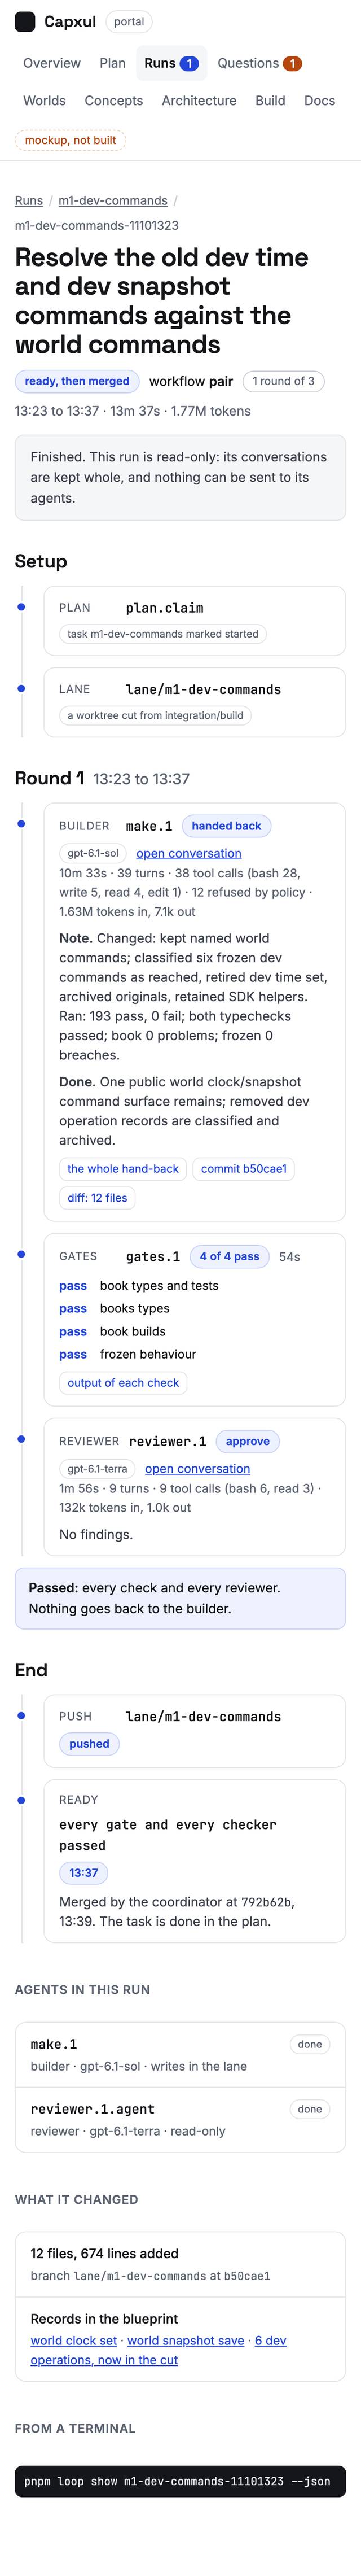 Capxul portal
Overview Plan Runs 1 Questions 1
Worlds Concepts Architecture Build Docs
mockup, not built
Runs / m1-dev-commands /
m1-dev-commands-11101323
Resolve the old dev time
and dev snapshot
commands against the
world commands
ready, then merged workflow pair 1 round of 3
13:23 to 13:37 · 13m 37s · 1.77M tokens
Finished. This run is read-only: its conversations
are kept whole, and nothing can be sent to its
agents.
Setup
PLAN plan.claim
task m1-dev-commands marked started
LANE lane/m1-dev-commands
a worktree cut from integration/build
Round 1 13:23 to 13:37
BUILDER make.1 handed back
gpt-6.1-sol open conversation
10m 33s · 39 turns · 38 tool calls (bash 28,
write 5, read 4, edit 1) · 12 refused by policy ·
1.63M tokens in, 7.1k out
Note. Changed: kept named world
commands; classified six frozen dev
commands as reached, retired dev time set,
archived originals, retained SDK helpers.
Ran: 193 pass, 0 fail; both typechecks
passed; book 0 problems; frozen 0
breaches.
Done. One public world clock/snapshot
command surface remains; removed dev
operation records are classified and
archived.
the whole hand-back commit b50cae1
diff: 12 files
GATES gates.1 4 of 4 pass 54s
pass book types and tests
pass books types
pass book builds
pass frozen behaviour
output of each check
REVIEWER reviewer.1 approve
gpt-6.1-terra open conversation
1m 56s · 9 turns · 9 tool calls (bash 6, read 3) ·
132k tokens in, 1.0k out
No findings.
Passed: every check and every reviewer.
Nothing goes back to the builder.
End
PUSH lane/m1-dev-commands
pushed
READY
every gate and every checker
passed
13:37
Merged by the coordinator at 792b62b,
13:39. The task is done in the plan.
AGENTS IN THIS RUN
make.1 done
builder · gpt-6.1-sol · writes in the lane
reviewer.1.agent done
reviewer · gpt-6.1-terra · read-only
WHAT IT CHANGED
12 files, 674 lines added
branch lane/m1-dev-commands at b50cae1
Records in the blueprint
world clock set · world snapshot save · 6 dev
operations, now in the cut
FROM A TERMINAL
pnpm loop show m1-dev-commands-11101323 --json